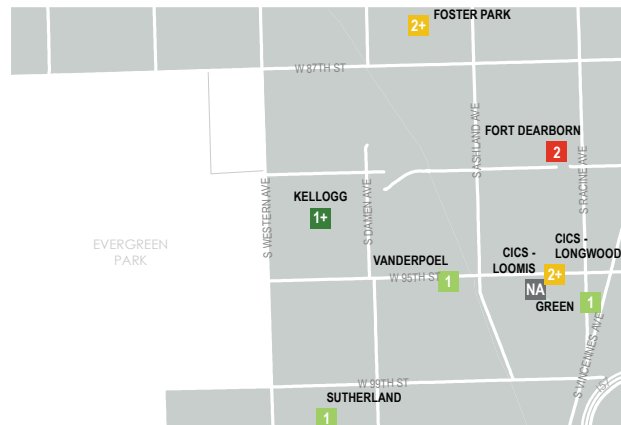 FOSTER PARK
2+
W 87TH ST
S ASHLAND AVE
FORT DEARBORN
2
S RACINE AVE
S WESTERN AVE
KELLOGG
1+
S DAMEN AVE
EVERGREEN
PARK
VANDERPOEL
1
W 95TH ST
CICS -
LOOMIS
NA
CICS -
LONGWOOD
2+
GREEN
1
S VINCENNES AVE
W 99TH ST
SUTHERLAND
1